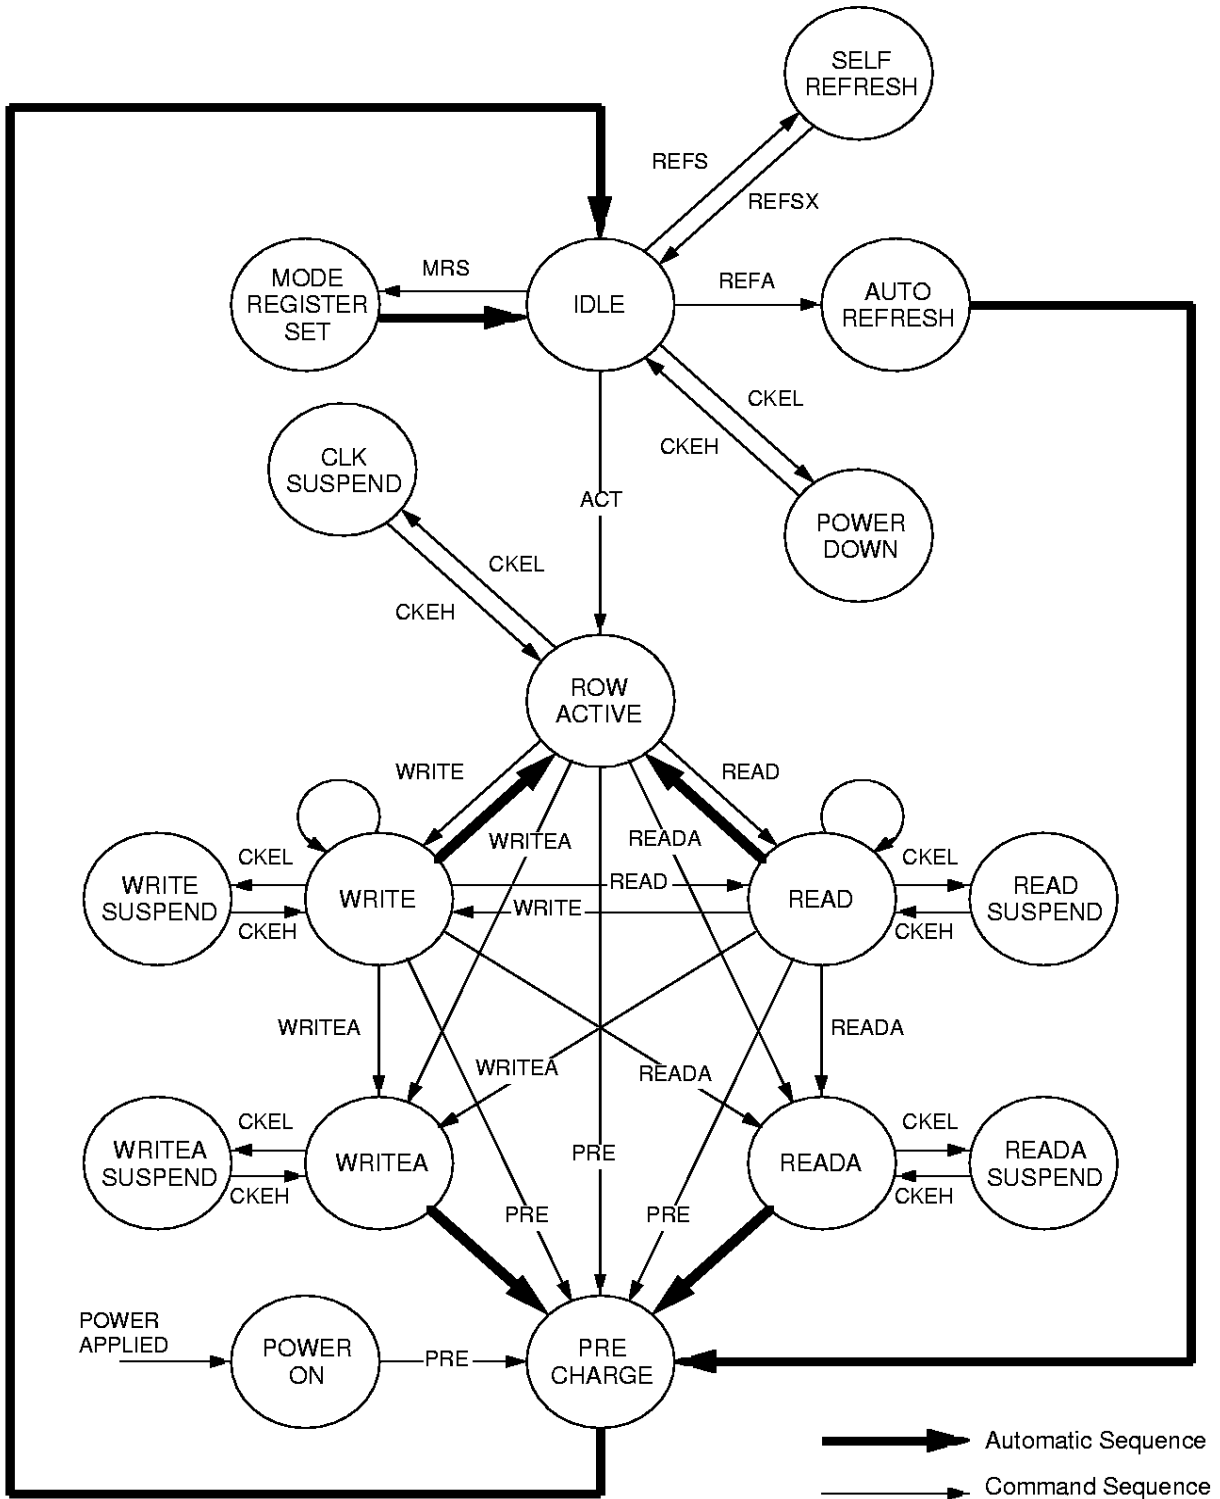 SELF
REFRESH
REFS
REFSX
MODE
REGISTER
SET
MRS
IDLE
REFA
AUTO
REFRESH
CKEL
CKEH
CLK
SUSPEND
ACT
POWER
DOWN
CKEL
CKEH
ROW
ACTIVE
WRITE
READ
WRITEA
READA
CKEL
CKEL
WRITE
SUSPEND
WRITE
READ
READ
READ
SUSPEND
WRITE
CKEH
CKEH
WRITEA
READA
WRITEA
READA
CKEL
CKEL
WRITEA
SUSPEND
WRITEA
PRE
READA
READA
SUSPEND
CKEH
CKEH
PRE
PRE
POWER
APPLIED
POWER
ON
PRE
PRE
CHARGE
Automatic Sequence
Command Sequence